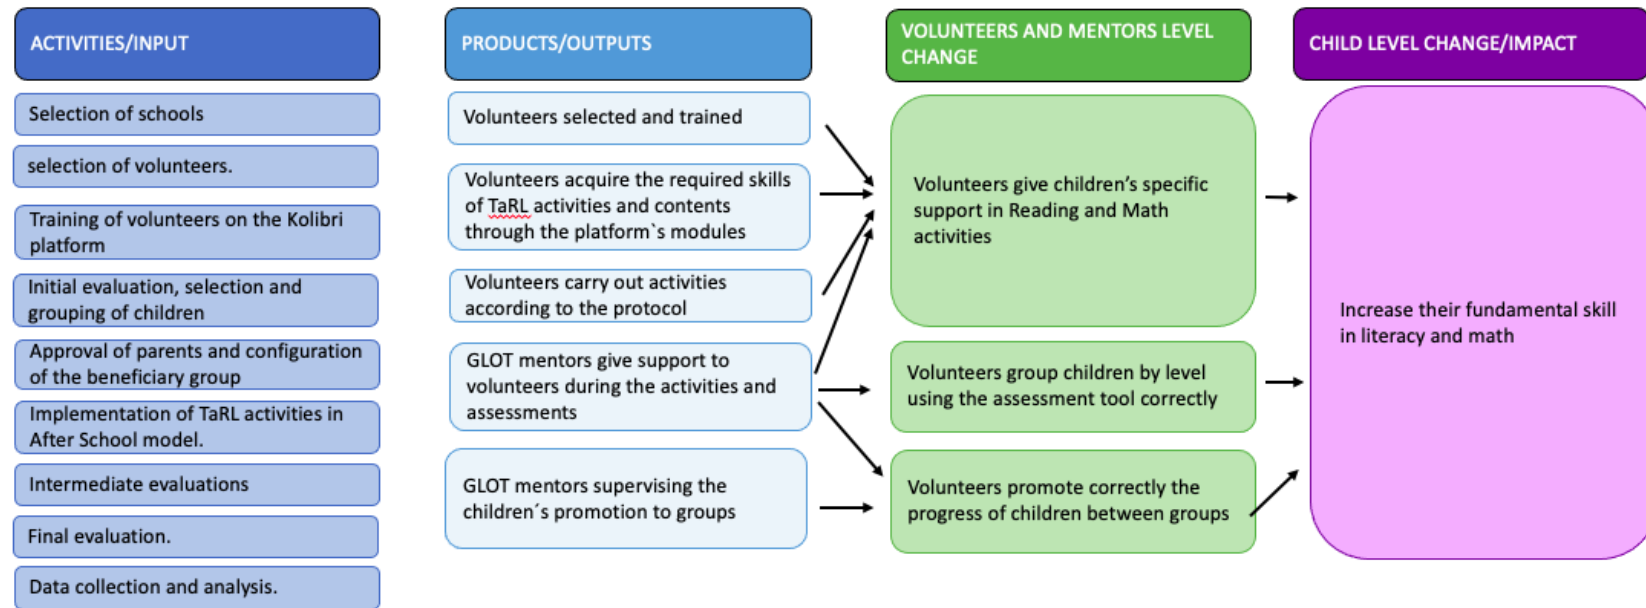 ACTIVITIES/INPUT
Selection of schools
selection of volunteers.
Training of volunteers on the Kolibri
platform
Initial evaluation, selection and
grouping of children
Approval of parents and configuration
of the beneficiary group
Implementation of TaRL activities in
After School model.
Intermediate evaluations
Final evaluation.
Data collection and analysis.
PRODUCTS/OUTPUTS
Volunteers selected and trained
Volunteers acquire the required skills
of TaRL activities and contents
through the platform`s modules
Volunteers carry out activities
according to the protocol
GLOT mentors give support to
volunteers during the activities and
assessments
GLOT mentors supervising the
children´s promotion to groups
VOLUNTEERS AND MENTORS LEVEL
CHANGE
Volunteers give children’s specific
support in Reading and Math
activities
Volunteers group children by level
using the assessment tool correctly
Volunteers promote correctly the
progress of children between groups
CHILD LEVEL CHANGE/IMPACT
Increase their fundamental skill
in literacy and math